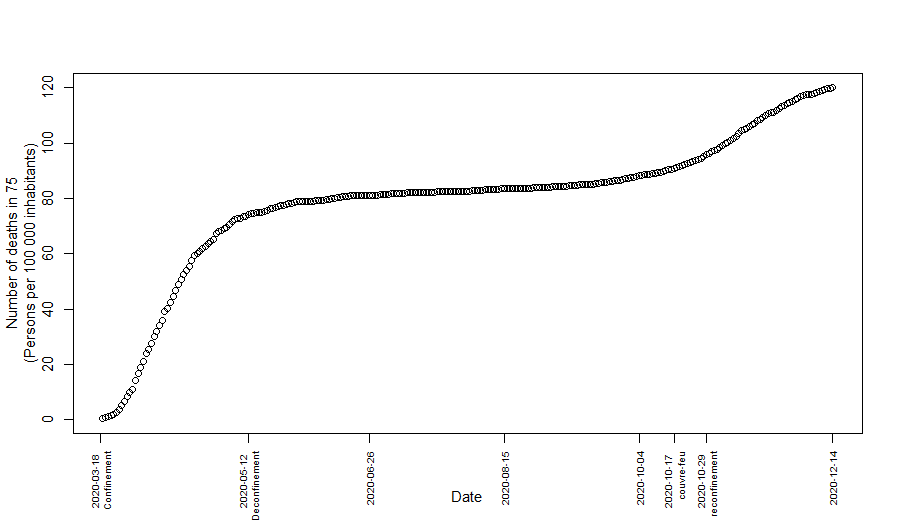 Number of deaths in 75
(Persons per 100 000 inhabitants)
120
100
80
60
40
20
0
2020-03-18
Confinement
2020-05-12
Deconfinement
2020-06-26
2020-08-15
2020-10-04
2020-10-17
couvre-feu
2020-10-29
reconfinement
2020-12-14
Date